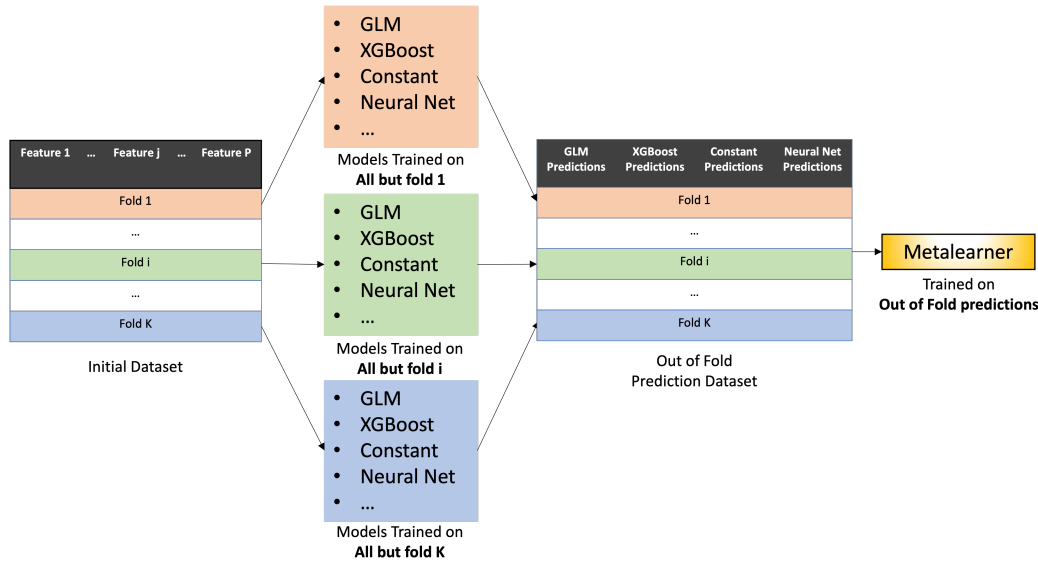 Feature 1 ... Feature j ... Feature P
Fold 1
...
Fold i
...
Fold K
Initial Dataset
• GLM
• XGBoost
• Constant
• Neural Net
• ...
Models Trained on
All but fold 1
• GLM
• XGBoost
• Constant
• Neural Net
• ...
Models Trained on
All but fold i
• GLM
• XGBoost
• Constant
• Neural Net
• ...
Models Trained on
All but fold K
GLM Predictions
XGBoost Predictions
Constant Predictions
Neural Net Predictions
Fold 1
...
Fold i
...
Fold K
Out of Fold
Prediction Dataset
Metalearner
Trained on
Out of Fold predictions